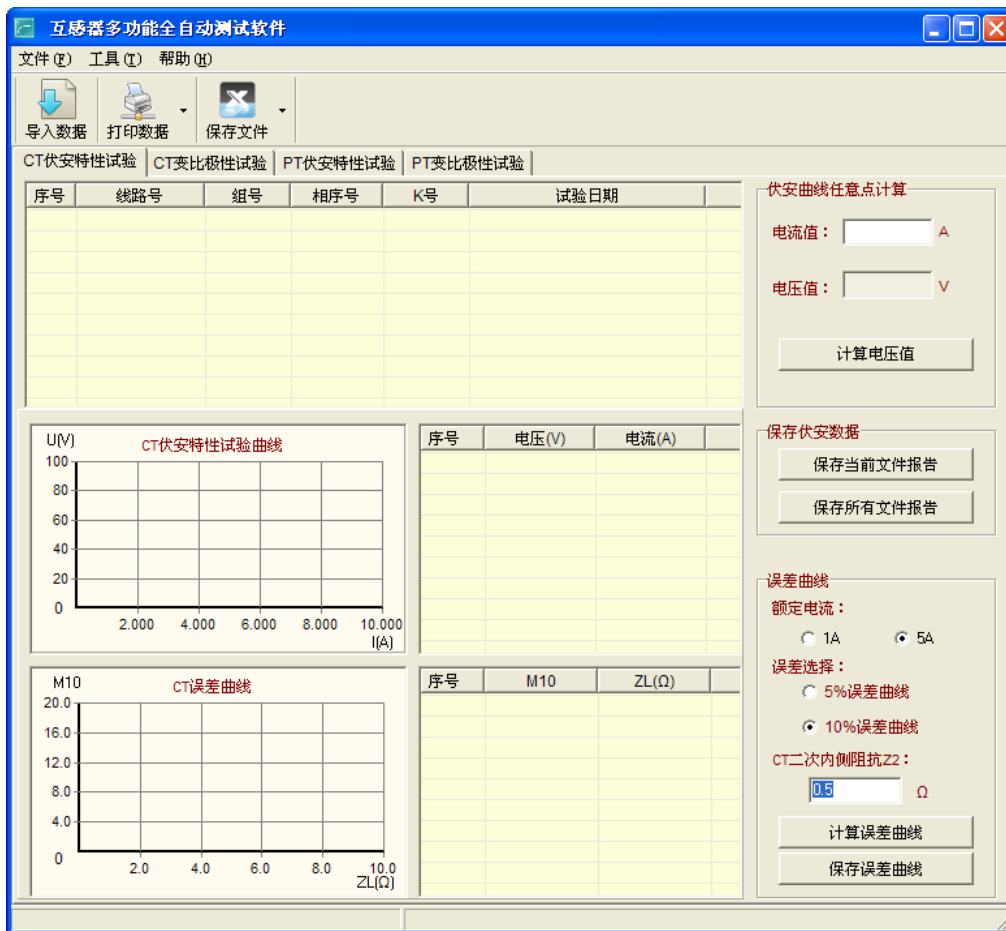 互感器多功能全自动测试软件
文件(F) 工具(T) 帮助(H)
导入数据 打印数据 保存文件
CT伏安特性试验 CT变比极性试验 PT伏安特性试验 PT变比极性试验
序号 线路号 组号 相序号 K号 试验日期
伏安曲线任意点计算
电流值： A
电压值： V
计算电压值
U(V) CT伏安特性试验曲线
100
80
60
40
20
0
2.000 4.000 6.000 8.000 10.000
I(A)
序号 电压(V) 电流(A)
保存伏安数据
保存当前文件报告
保存所有文件报告
M10 CT误差曲线
20.0
16.0
12.0
8.0
4.0
0
2.0 4.0 6.0 8.0 10.0
ZL(Ω)
序号 M10 ZL(Ω)
误差曲线
额定电流：
1A 5A
误差选择：
5%误差曲线
10%误差曲线
CT二次内侧阻抗Z2：
0.5 Ω
计算误差曲线
保存误差曲线